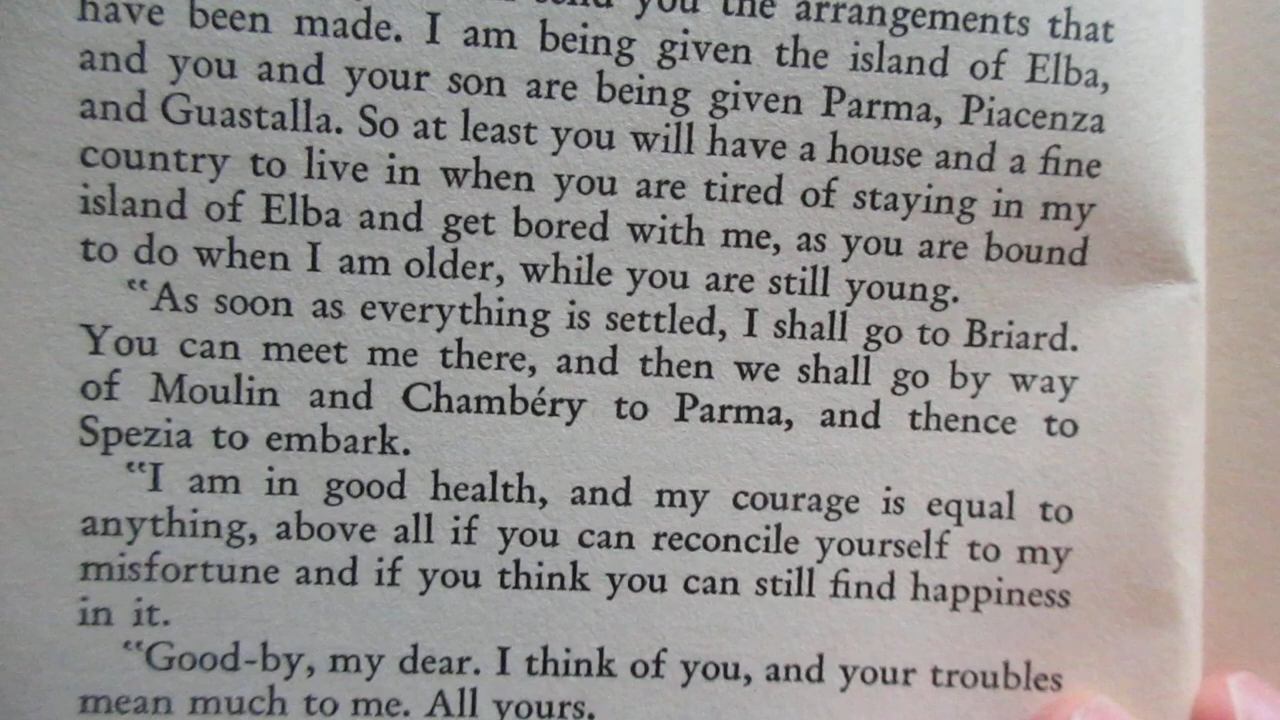 you the arrangements that
have been made. I am being given the island of Elba,
and you and your son are being given Parma, Piacenza
and Guastalla. So at least you will have a house and a fine
country to live in when you are tired of staying in my
island of Elba and get bored with me, as you are bound
to do when I am older, while you are still young.
"As soon as everything is settled, I shall go to Briard.
You can meet me there, and then we shall go by way
of Moulin and Chambéry to Parma, and thence to
Spezia to embark.
"I am in good health, and my courage is equal to
anything, above all if you can reconcile yourself to my
misfortune and if you think you can still find happiness
in it.
"Good-by, my dear. I think of you, and your troubles
mean much to me. All yours.